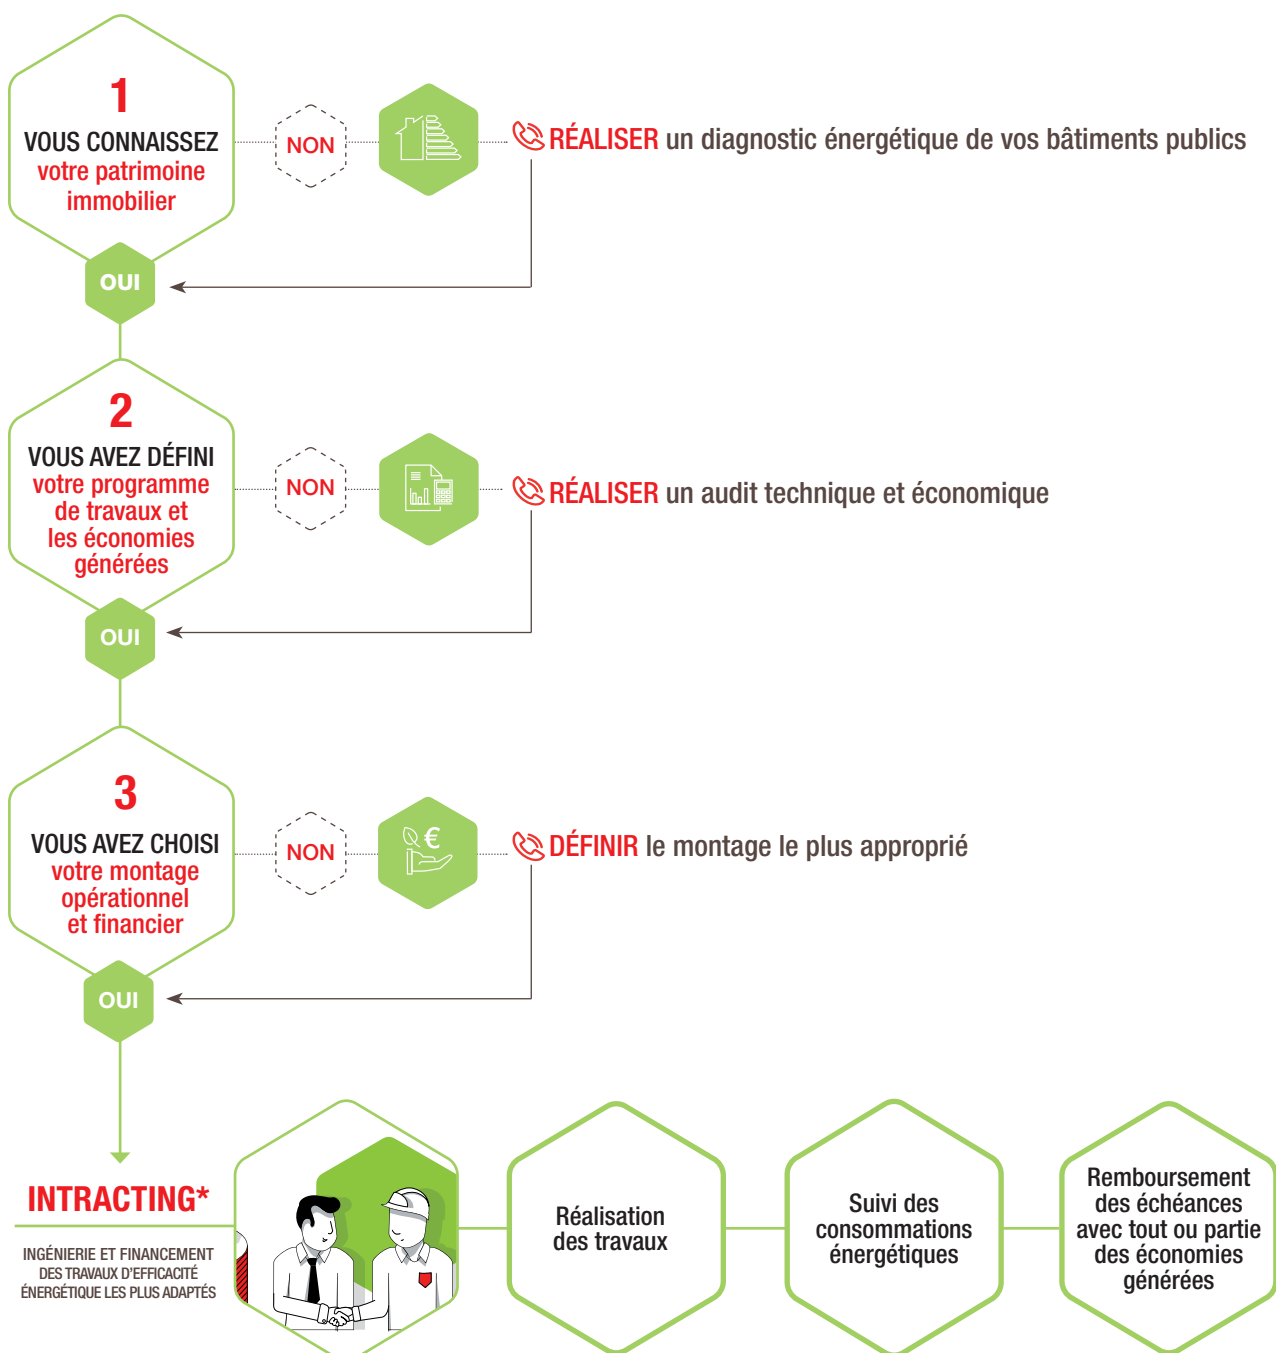 1
VOUS CONNAISSEZ
votre patrimoine
immobilier
NON
RÉALISER un diagnostic énergétique de vos bâtiments publics
OUI
2
VOUS AVEZ DÉFINI
votre programme
de travaux et
les économies
générées
NON
RÉALISER un audit technique et économique
OUI
3
VOUS AVEZ CHOISI
votre montage
opérationnel
et financier
NON
€
DÉFINIR le montage le plus approprié
OUI
INTRACTING*
INGÉNIERIE ET FINANCEMENT
DES TRAVAUX D'EFFICACITÉ
ÉNERGÉTIQUE LES PLUS ADAPTÉS
Réalisation
des travaux
Suivi des
consommations
énergétiques
Remboursement
des échéances
avec tout ou partie
des économies
générées